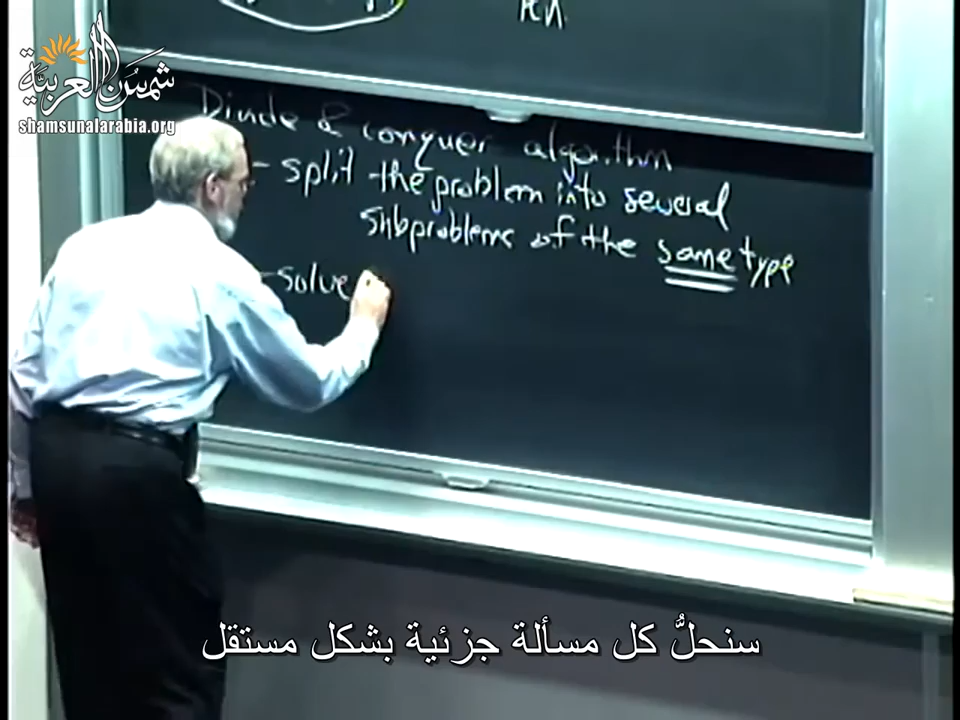 شمس العربية
shamsunalarabia.org
Divide & conquer algorithm
- split the problem into several
subproblems of the same type
- solve
سنحلُّ كل مسألة جزئية بشكل مستقل